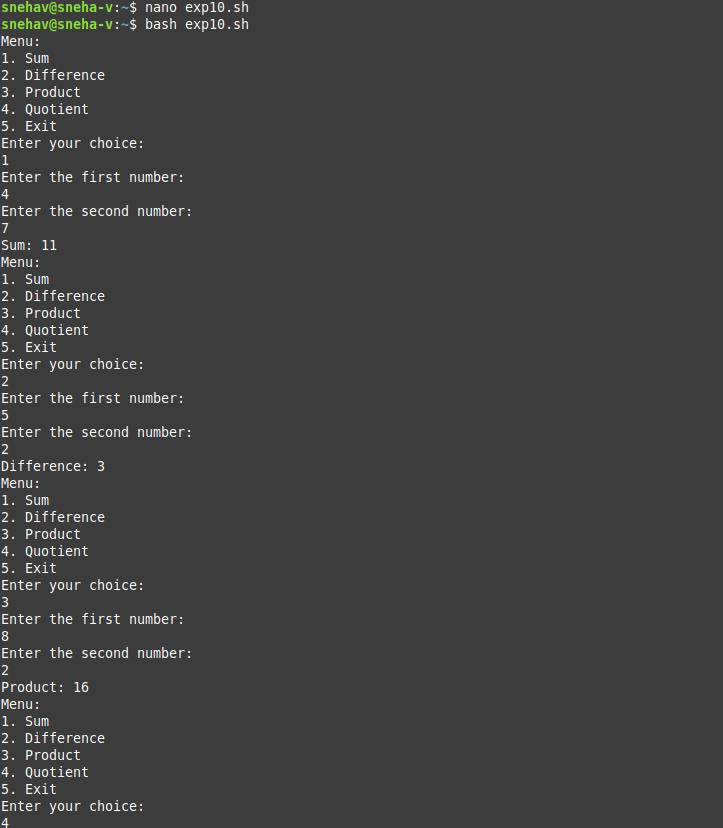 snehav@sneha-v:~$ nano exp10.sh
snehav@sneha-v:~$ bash exp10.sh
Menu:
1. Sum
2. Difference
3. Product
4. Quotient
5. Exit
Enter your choice:
1
Enter the first number:
4
Enter the second number:
7
Sum: 11
Menu:
1. Sum
2. Difference
3. Product
4. Quotient
5. Exit
Enter your choice:
2
Enter the first number:
5
Enter the second number:
2
Difference: 3
Menu:
1. Sum
2. Difference
3. Product
4. Quotient
5. Exit
Enter your choice:
3
Enter the first number:
8
Enter the second number:
2
Product: 16
Menu:
1. Sum
2. Difference
3. Product
4. Quotient
5. Exit
Enter your choice:
4